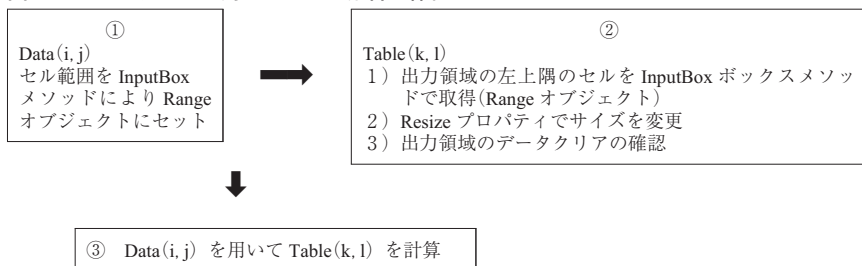 ①
Data(i, j)
セル範囲を InputBox
メソッドにより Range
オブジェクトにセット
②
Table(k, l)
1）出力領域の左上隅のセルを InputBox ボックスメソッ
ドで取得(Range オブジェクト)
2）Resize プロパティでサイズを変更
3）出力領域のデータクリアの確認
③ Data(i, j) を用いて Table(k, l) を計算